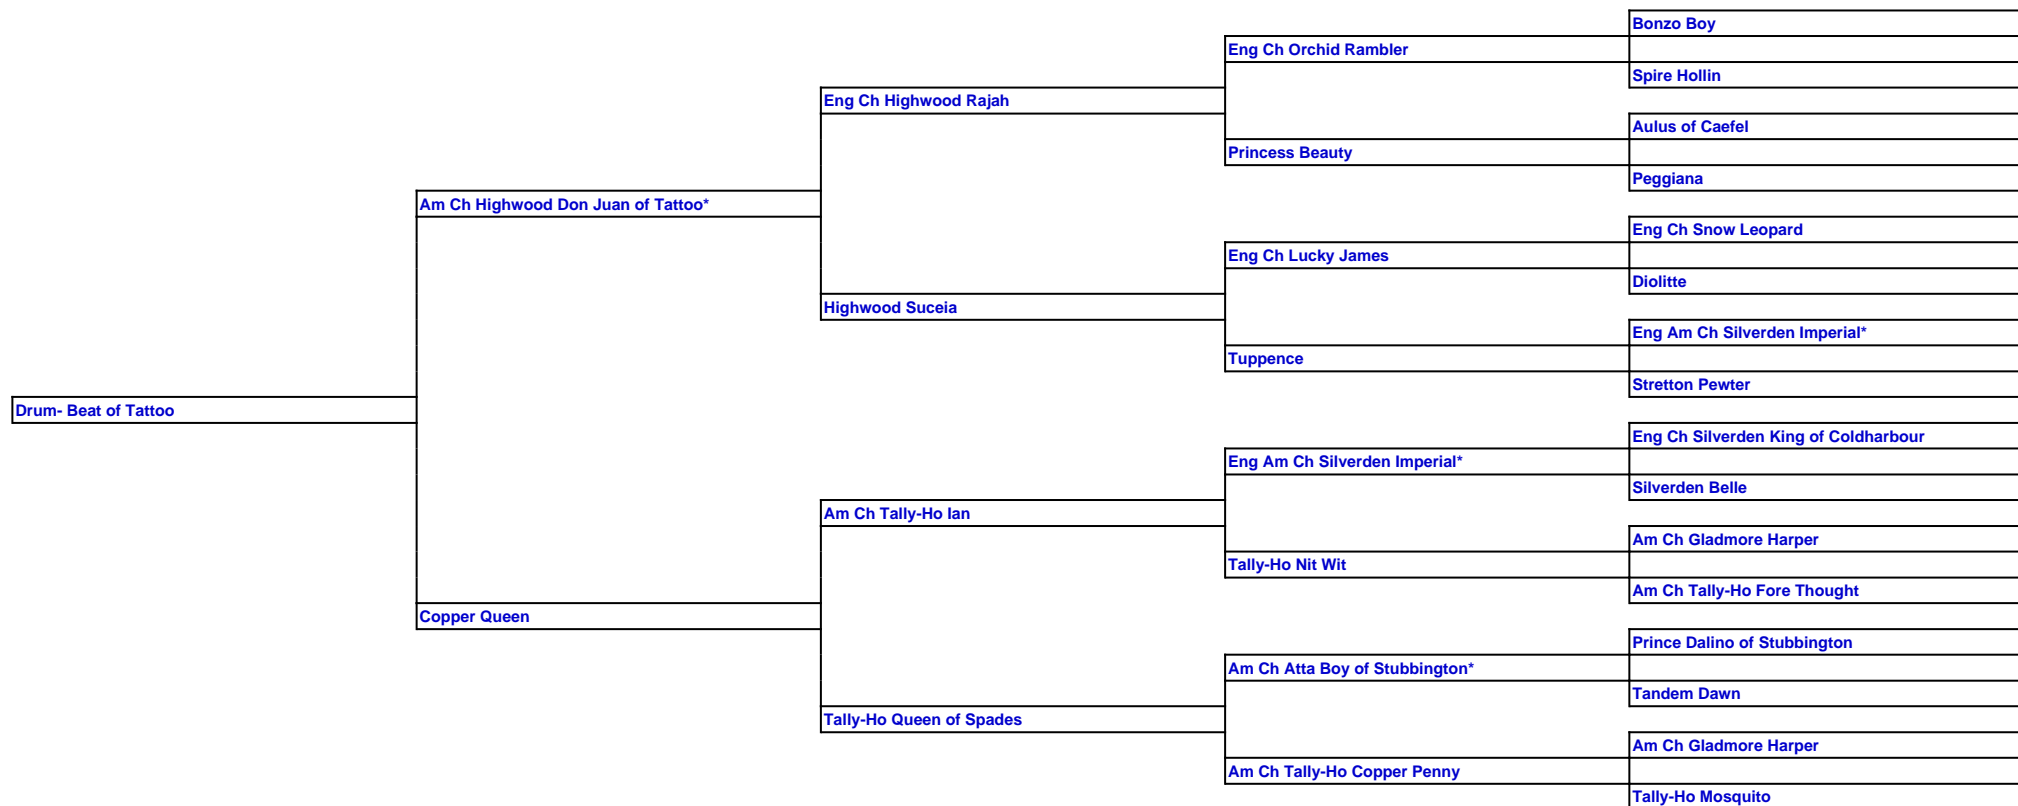 Bonzo Boy
Eng Ch Orchid Rambler
Spire Hollin
Eng Ch Highwood Rajah
Aulus of Caefel
Princess Beauty
Peggiana
Am Ch Highwood Don Juan of Tattoo*
Eng Ch Snow Leopard
Eng Ch Lucky James
Diolitte
Highwood Suceia
Eng Am Ch Silverden Imperial*
Tuppence
Stretton Pewter
Drum- Beat of Tattoo
Eng Ch Silverden King of Coldharbour
Eng Am Ch Silverden Imperial*
Silverden Belle
Am Ch Tally-Ho Ian
Am Ch Gladmore Harper
Tally-Ho Nit Wit
Am Ch Tally-Ho Fore Thought
Copper Queen
Prince Dalino of Stubbington
Am Ch Atta Boy of Stubbington*
Tandem Dawn
Tally-Ho Queen of Spades
Am Ch Gladmore Harper
Am Ch Tally-Ho Copper Penny
Tally-Ho Mosquito